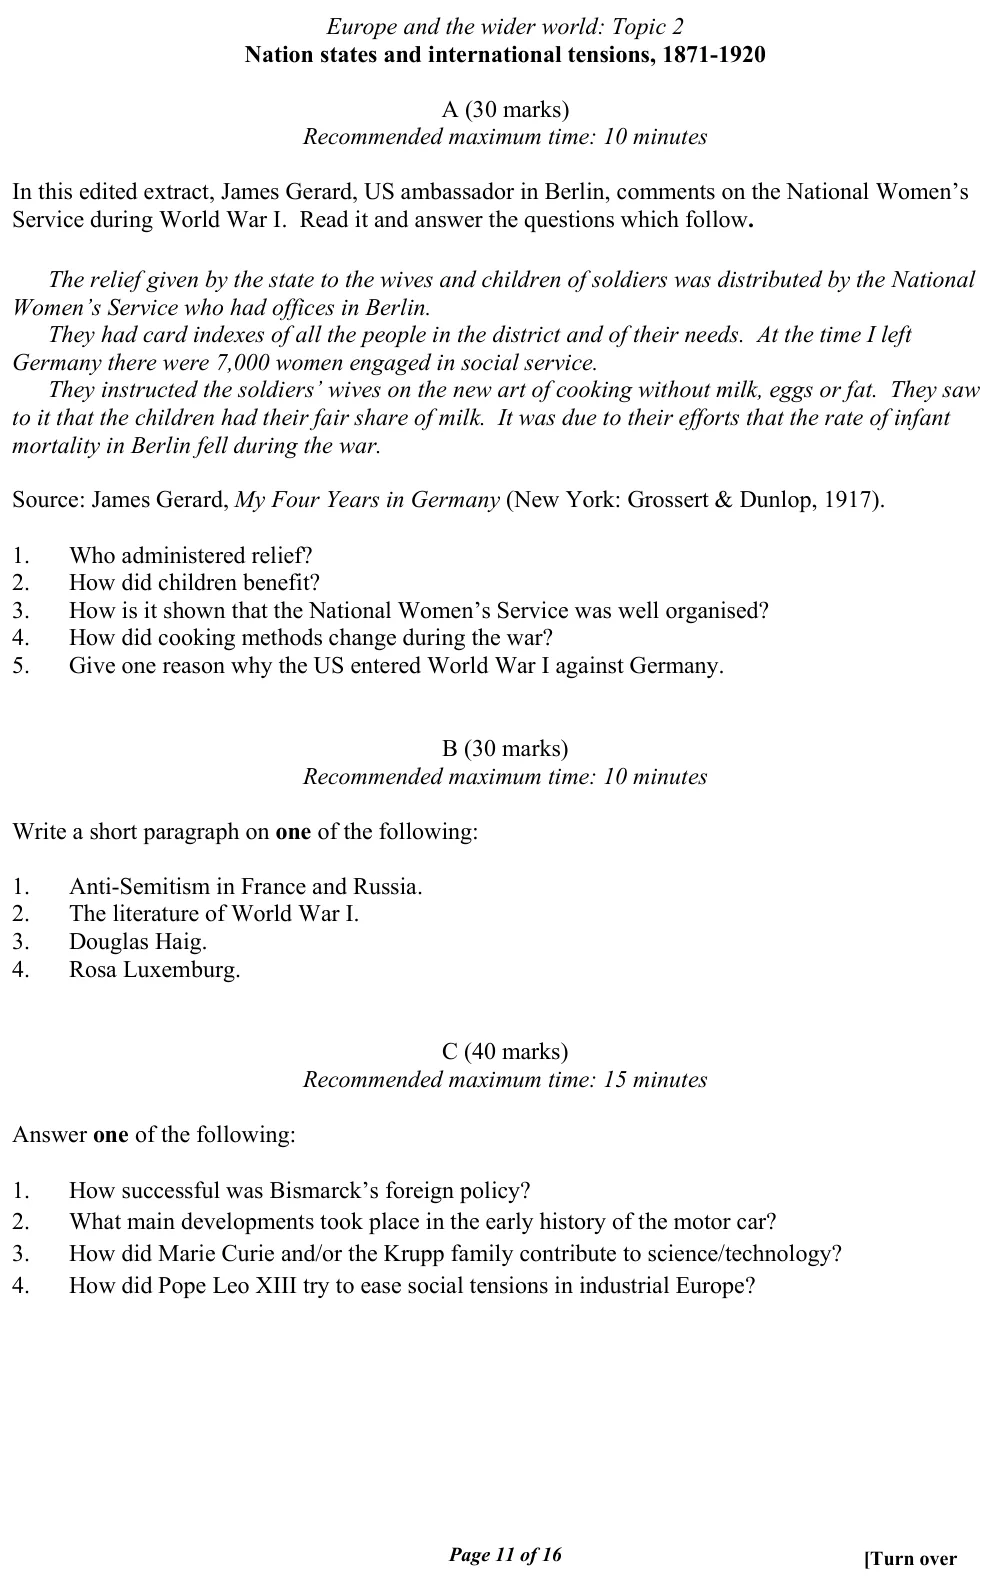 Europe and the wider world: Topic 2
Nation states and international tensions, 1871-1920
A (30 marks)
Recommended maximum time: 10 minutes
In this edited extract, James Gerard, US ambassador in Berlin, comments on the National Women’s
Service during World War I.  Read it and answer the questions which follow.
The relief given by the state to the wives and children of soldiers was distributed by the National
Women’s Service who had offices in Berlin.
They had card indexes of all the people in the district and of their needs.  At the time I left
Germany there were 7,000 women engaged in social service.
They instructed the soldiers’ wives on the new art of cooking without milk, eggs or fat.  They saw
to it that the children had their fair share of milk.  It was due to their efforts that the rate of infant
mortality in Berlin fell during the war.
Source: James Gerard, My Four Years in Germany (New York: Grossert & Dunlop, 1917).
1. Who administered relief?
2. How did children benefit?
3. How is it shown that the National Women’s Service was well organised?
4. How did cooking methods change during the war?
5. Give one reason why the US entered World War I against Germany.
B (30 marks)
Recommended maximum time: 10 minutes
Write a short paragraph on one of the following:
1. Anti-Semitism in France and Russia.
2. The literature of World War I.
3. Douglas Haig.
4. Rosa Luxemburg.
C (40 marks)
Recommended maximum time: 15 minutes
Answer one of the following:
1. How successful was Bismarck’s foreign policy?
2. What main developments took place in the early history of the motor car?
3. How did Marie Curie and/or the Krupp family contribute to science/technology?
4. How did Pope Leo XIII try to ease social tensions in industrial Europe?
Page 11 of 16
[Turn over